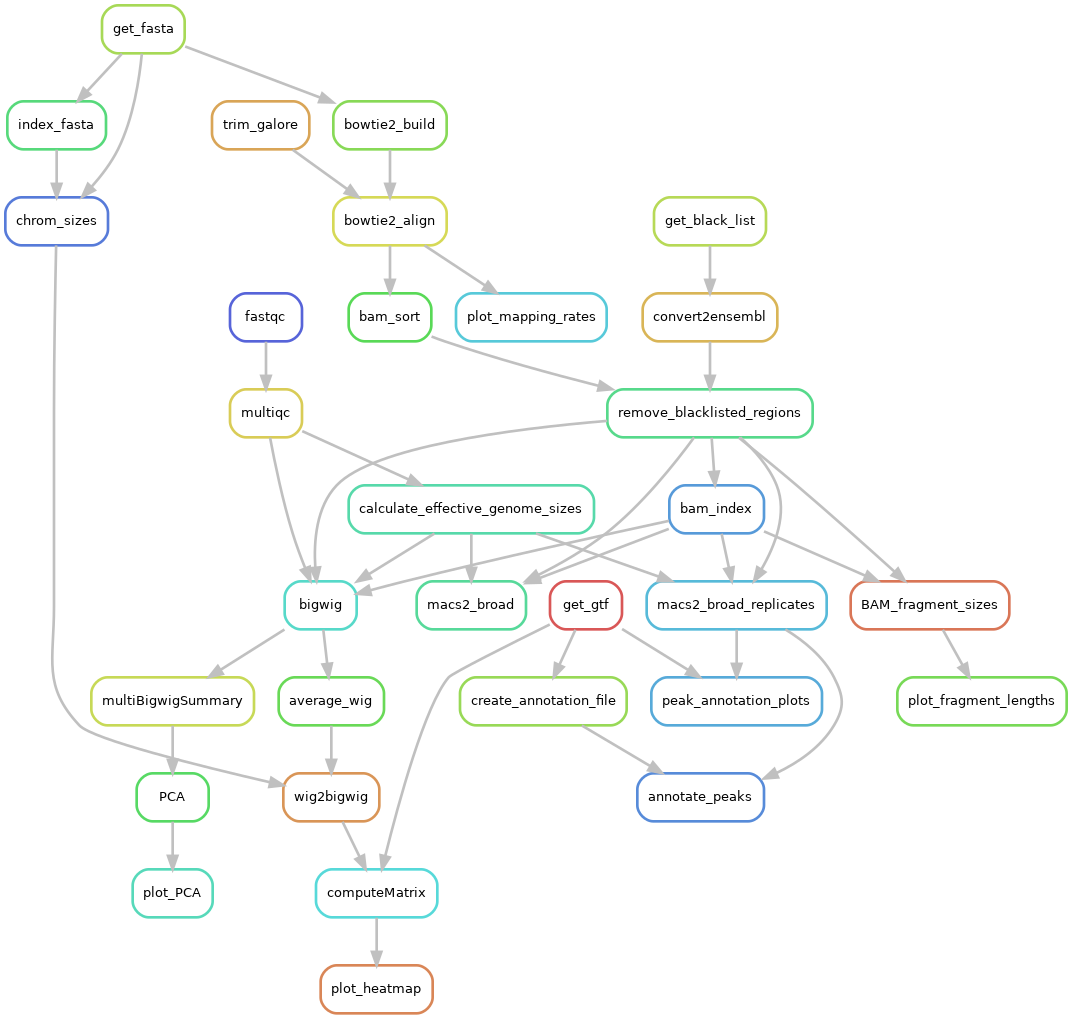 get_fasta
index_fasta
trim_galore
bowtie2_build
chrom_sizes
bowtie2_align
get_black_list
fastqc
bam_sort
plot_mapping_rates
convert2ensembl
multiqc
remove_blacklisted_regions
calculate_effective_genome_sizes
bam_index
bigwig
macs2_broad
get_gtf
macs2_broad_replicates
BAM_fragment_sizes
multiBigwigSummary
average_wig
create_annotation_file
peak_annotation_plots
plot_fragment_lengths
PCA
wig2bigwig
annotate_peaks
plot_PCA
computeMatrix
plot_heatmap